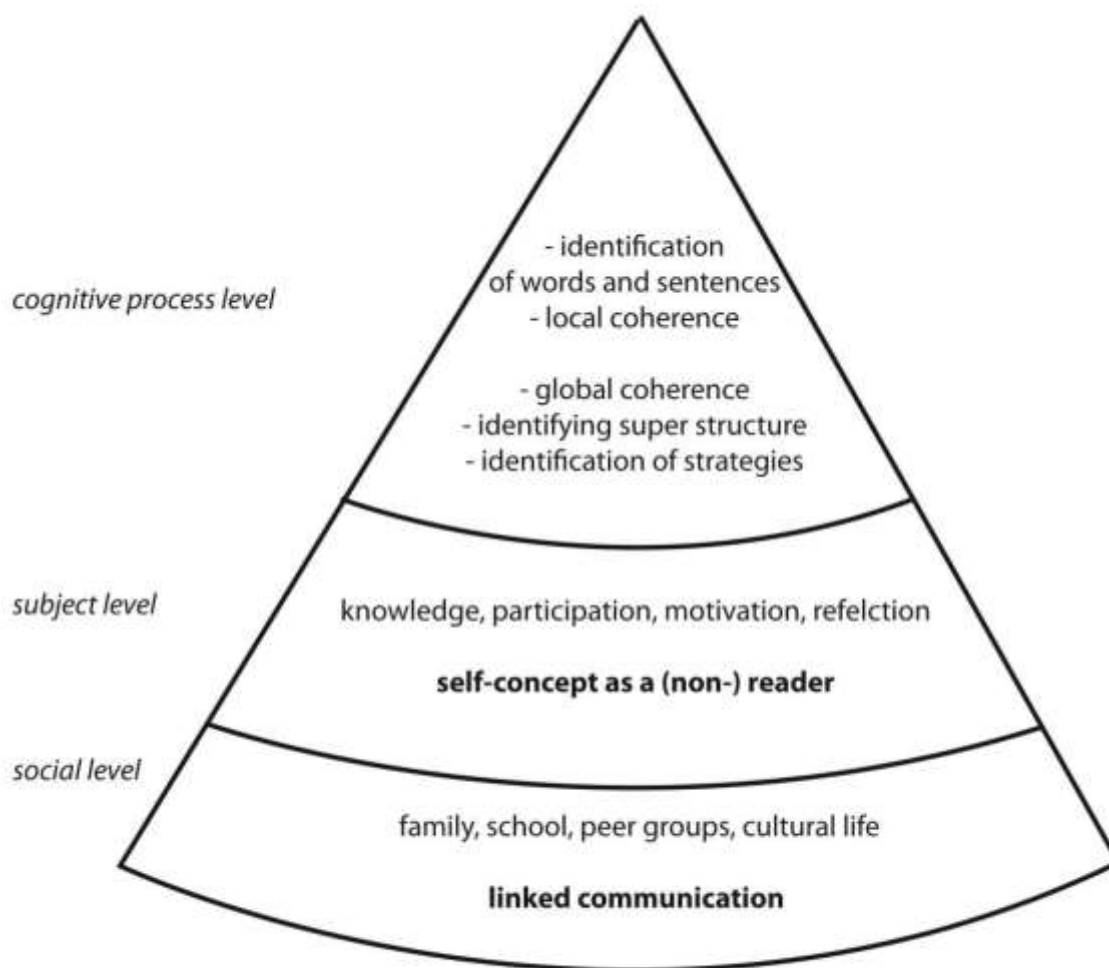 - identification
of words and sentences
cognitive process level
- local coherence
- global coherence
- identifying super structure
- identification of strategies
subject level
knowledge, participation, motivation, refelction
self-concept as a (non-) reader
social level
family, school, peer groups, cultural life
linked communication